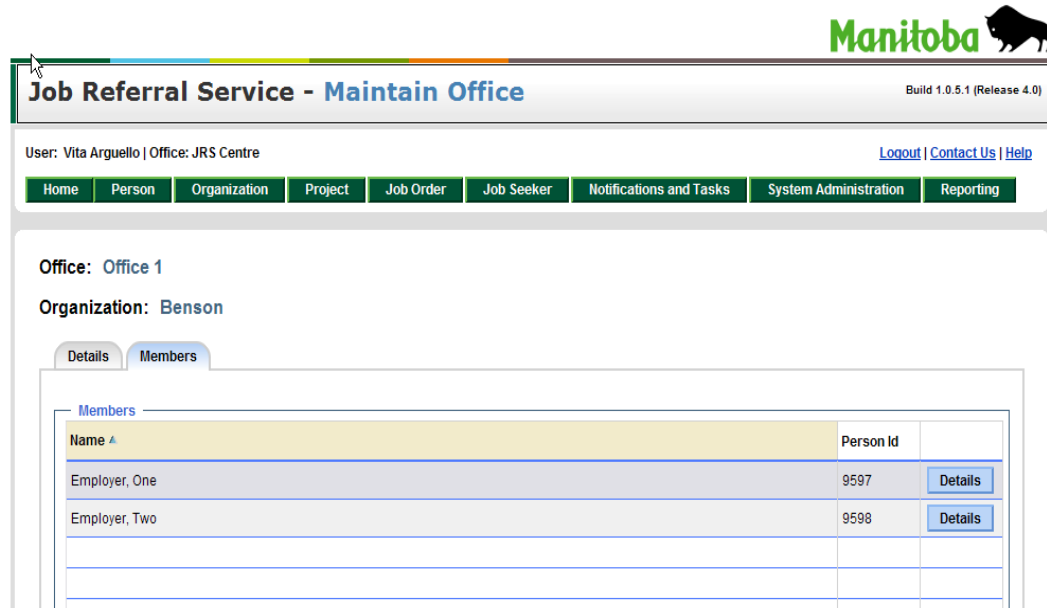 Manitoba
Job Referral Service - Maintain Office
Build 1.0.5.1 (Release 4.0)
User: Vita Arguello | Office: JRS Centre
Logout | Contact Us | Help
Home Person Organization Project Job Order Job Seeker Notifications and Tasks System Administration Reporting
Office: Office 1
Organization: Benson
Details Members
Members
Name Person Id
Employer, One 9597 Details
Employer, Two 9598 Details